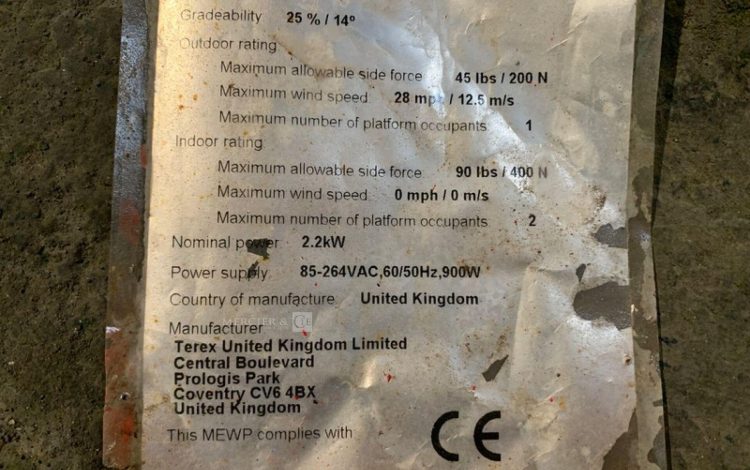 Gradeability 25 % / 14º
Outdoor rating
Maximum allowable side force 45 lbs / 200 N
Maximum wind speed 28 mph / 12.5 m/s
Maximum number of platform occupants 1
Indoor rating
Maximum allowable side force 90 lbs / 400 N
Maximum wind speed 0 mph / 0 m/s
Maximum number of platform occupants 2
Nominal power 2.2kW
Power supply 85-264VAC,60/50Hz,900W
Country of manufacture United Kingdom
MERCIER &
Manufacturer
Terex United Kingdom Limited
Central Boulevard
Prologis Park
Coventry CV6 4BX
United Kingdom
This MEWP complies with CE